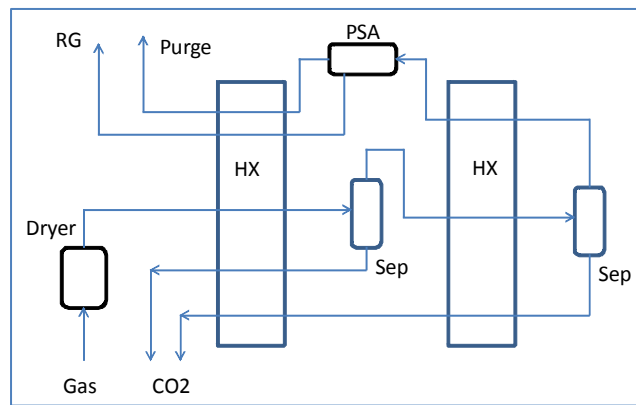 PSA
RG
Purge
HX
HX
Dryer
Sep
Sep
Gas
CO2